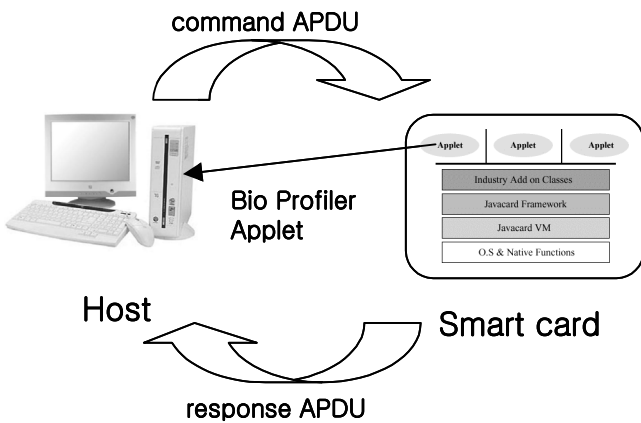 command APDU
Applet
Applet
Applet
Industry Add on Classes
Javacard Framework
Javacard VM
O.S & Native Functions
Bio Profiler
Applet
Host
Smart card
response APDU